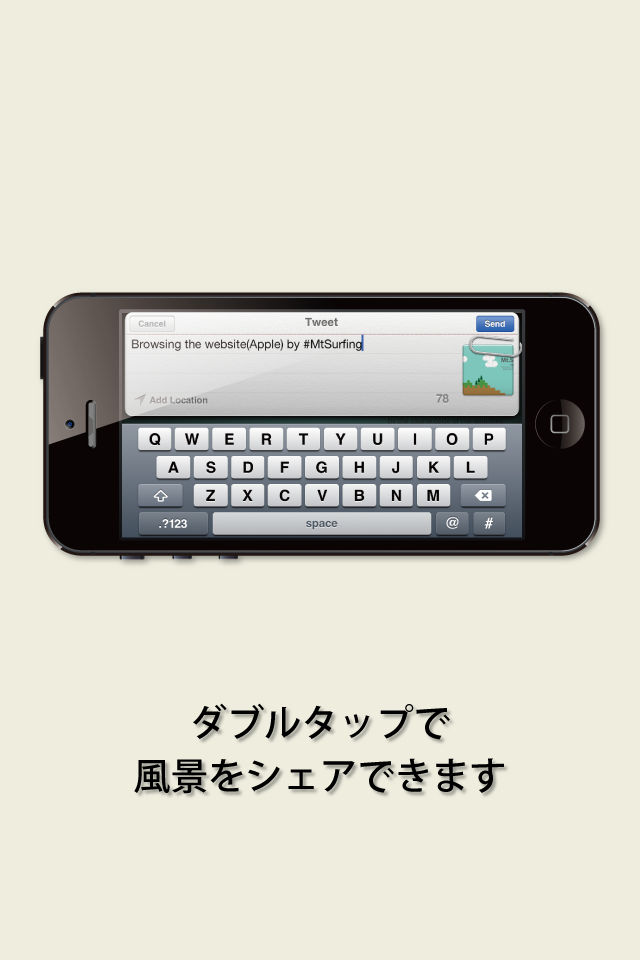 Cancel
Tweet
Send
Browsing the website(Apple) by #MtSurfing
Add Location
78
Q W E R T Y U I O P
A S D F G H J K L
Z X C V B N M
.?123
space
@
#
ダブルタップで
風景をシェアできます